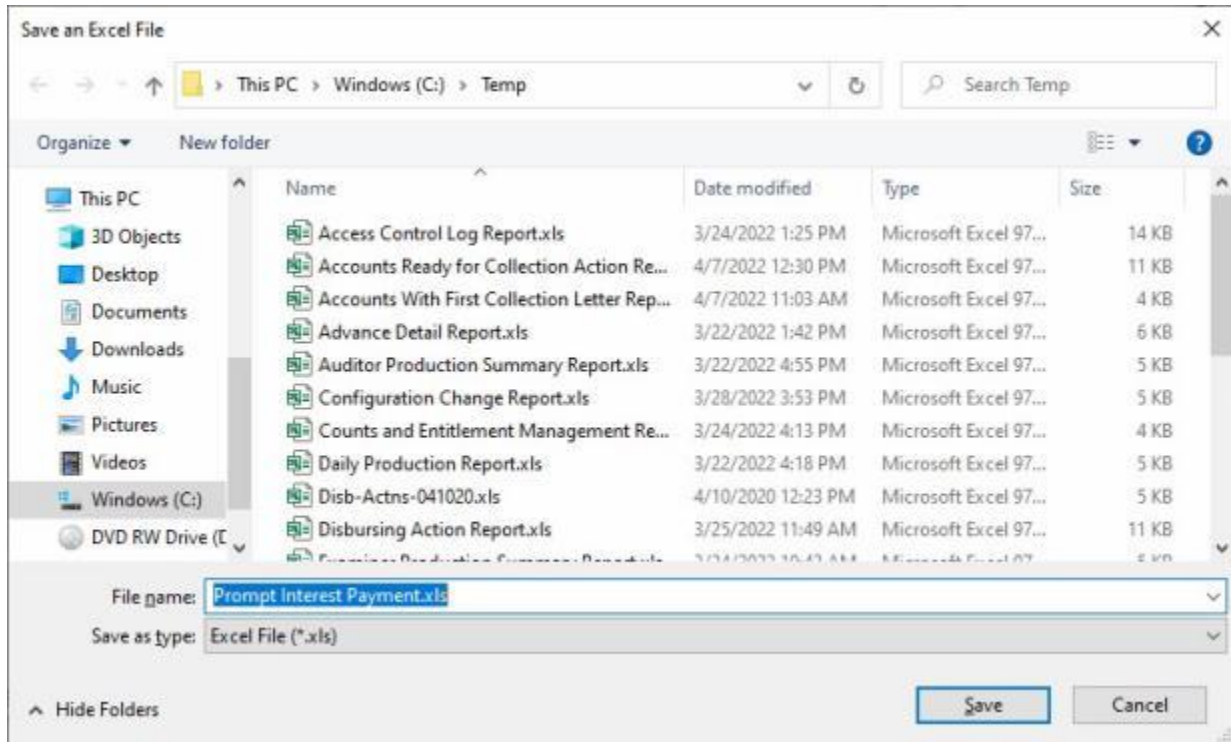 Save an Excel File
This PC > Windows (C:) > Temp
Search Temp
Organize New folder
This PC
3D Objects
Desktop
Documents
Downloads
Music
Pictures
Videos
Windows (C:)
DVD RW Drive (D
Name Date modified Type Size
Access Control Log Report.xls 3/24/2022 1:25 PM Microsoft Excel 97... 14 KB
Accounts Ready for Collection Action Re... 4/7/2022 12:30 PM Microsoft Excel 97... 11 KB
Accounts With First Collection Letter Rep... 4/7/2022 11:03 AM Microsoft Excel 97... 4 KB
Advance Detail Report.xls 3/22/2022 1:42 PM Microsoft Excel 97... 6 KB
Auditor Production Summary Report.xls 3/22/2022 4:55 PM Microsoft Excel 97... 5 KB
Configuration Change Report.xls 3/28/2022 3:53 PM Microsoft Excel 97... 5 KB
Counts and Entitlement Management Re... 3/24/2022 4:13 PM Microsoft Excel 97... 4 KB
Daily Production Report.xls 3/22/2022 4:18 PM Microsoft Excel 97... 5 KB
Disb-Actns-041020.xls 4/10/2020 12:23 PM Microsoft Excel 97... 5 KB
Disbursing Action Report.xls 3/25/2022 11:49 AM Microsoft Excel 97... 11 KB
File name: Prompt Interest Payment.xls
Save as type: Excel File (*.xls)
Hide Folders Save Cancel